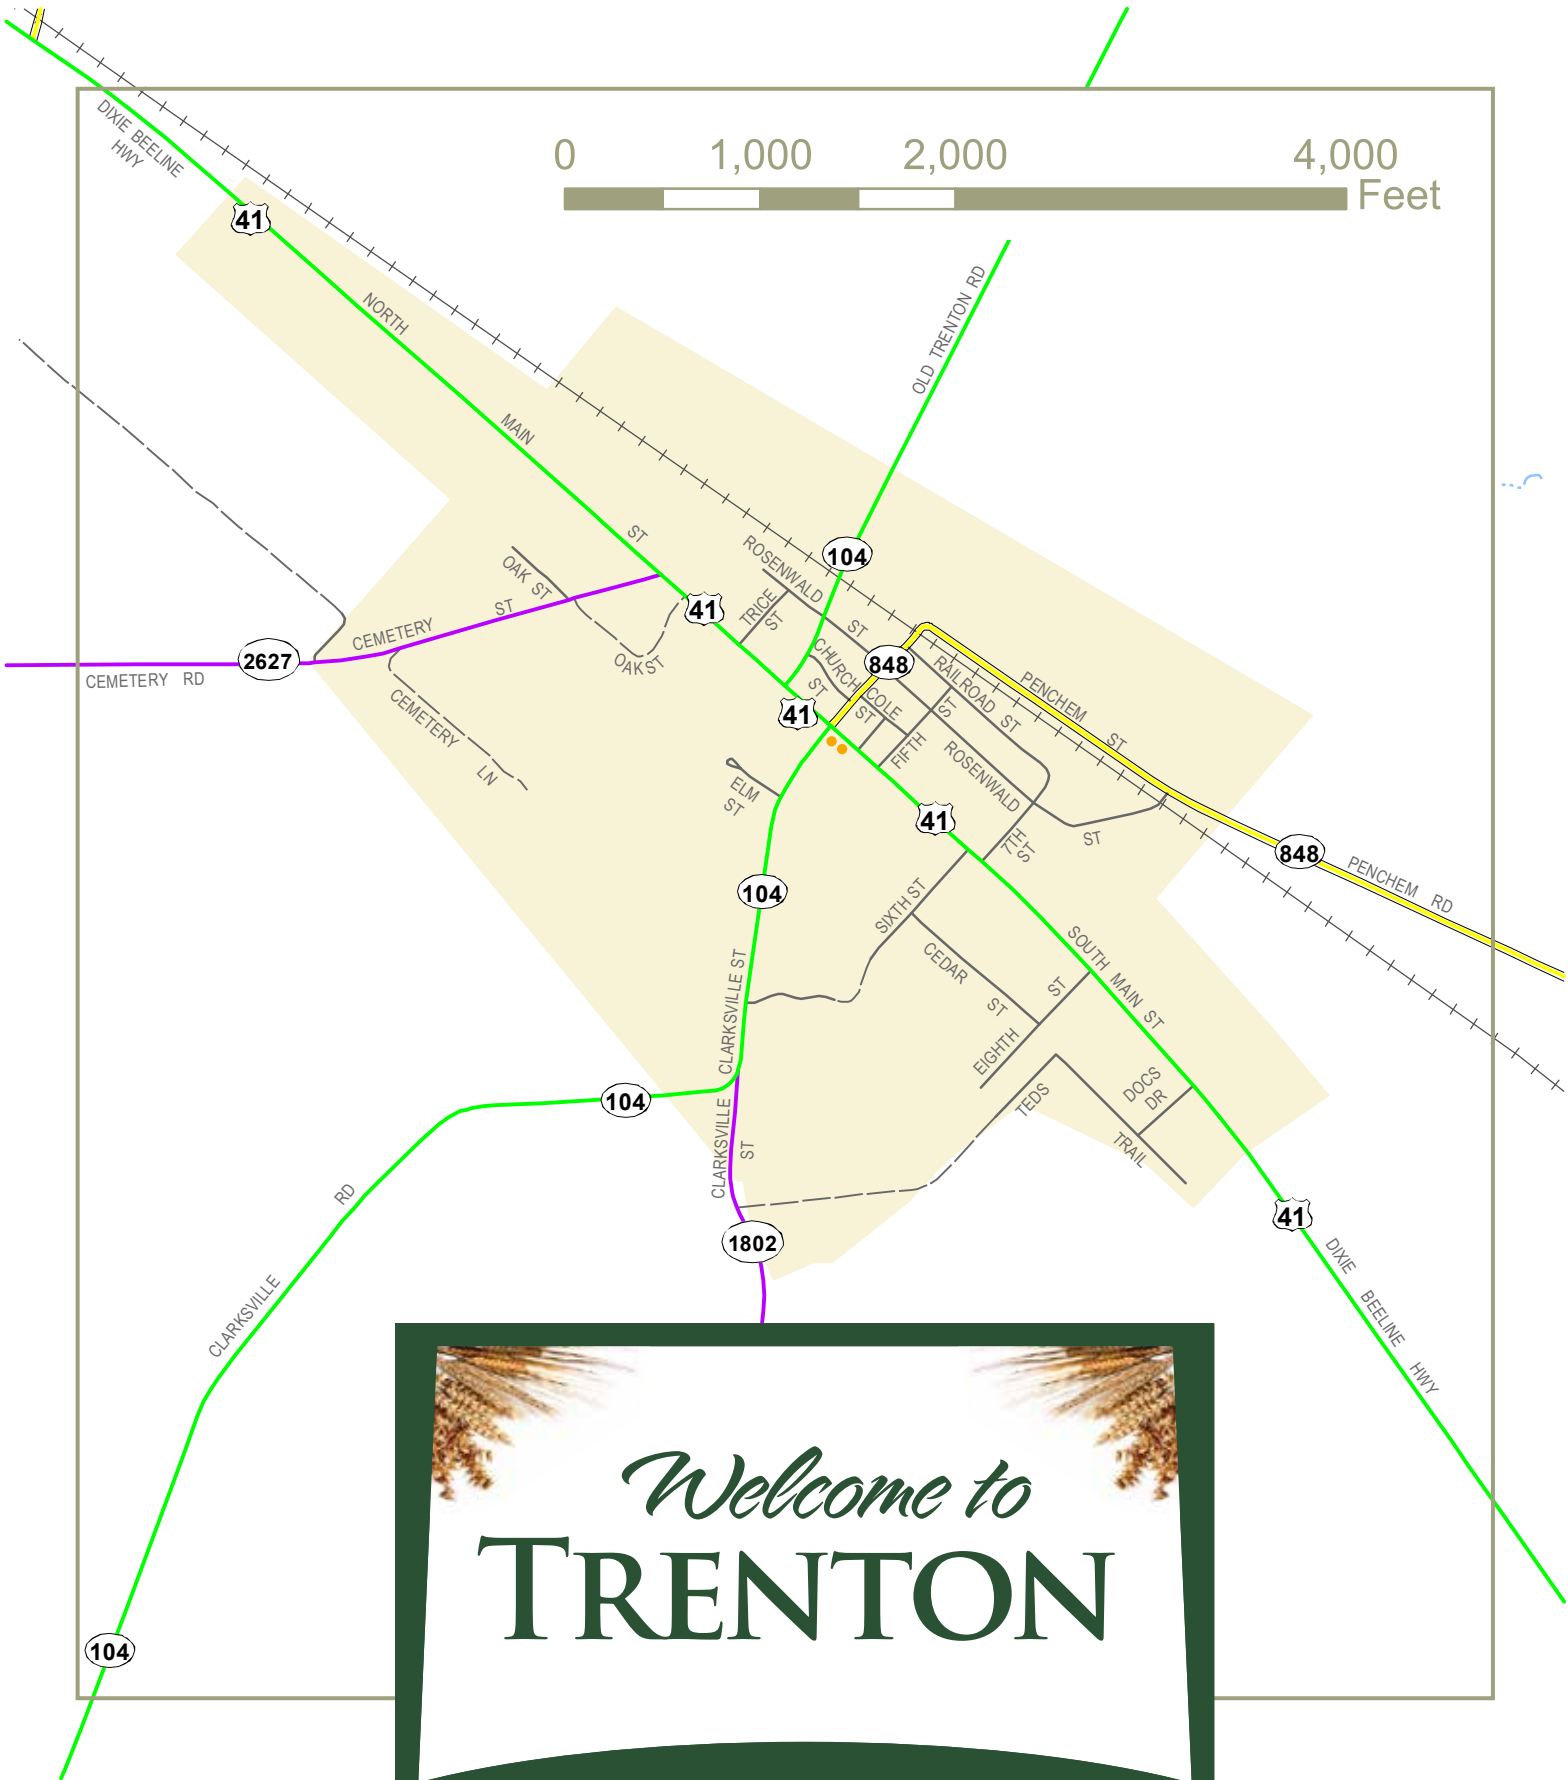 0 1,000 2,000 4,000
Feet
DIXIE BEELINE
HWY
41
NORTH
MAIN
ST
OLD TRENTON RD
104
ROSENWALD
ST
OAK ST
TRICE
ST
41
CEMETERY
ST
OAK ST
2627
CEMETERY RD
CEMETERY
LN
CHURCH
ST
848
COLE
ST
41
RAILROAD ST
PENCHEM
ST
FIFTH
ST
ROSENWALD
ST
ELM
ST
41
7TH
ST
848
PENCHEM RD
104
SIXTH ST
CEDAR
ST
SOUTH MAIN ST
CLARKSVILLE ST
EIGHTH
ST
104
CLARKSVILLE
ST
TEDS
TRAIL
DOCS
DR
CLARKSVILLE
RD
1802
41
DIXIE BEELINE HWY
Welcome to
TRENTON
104